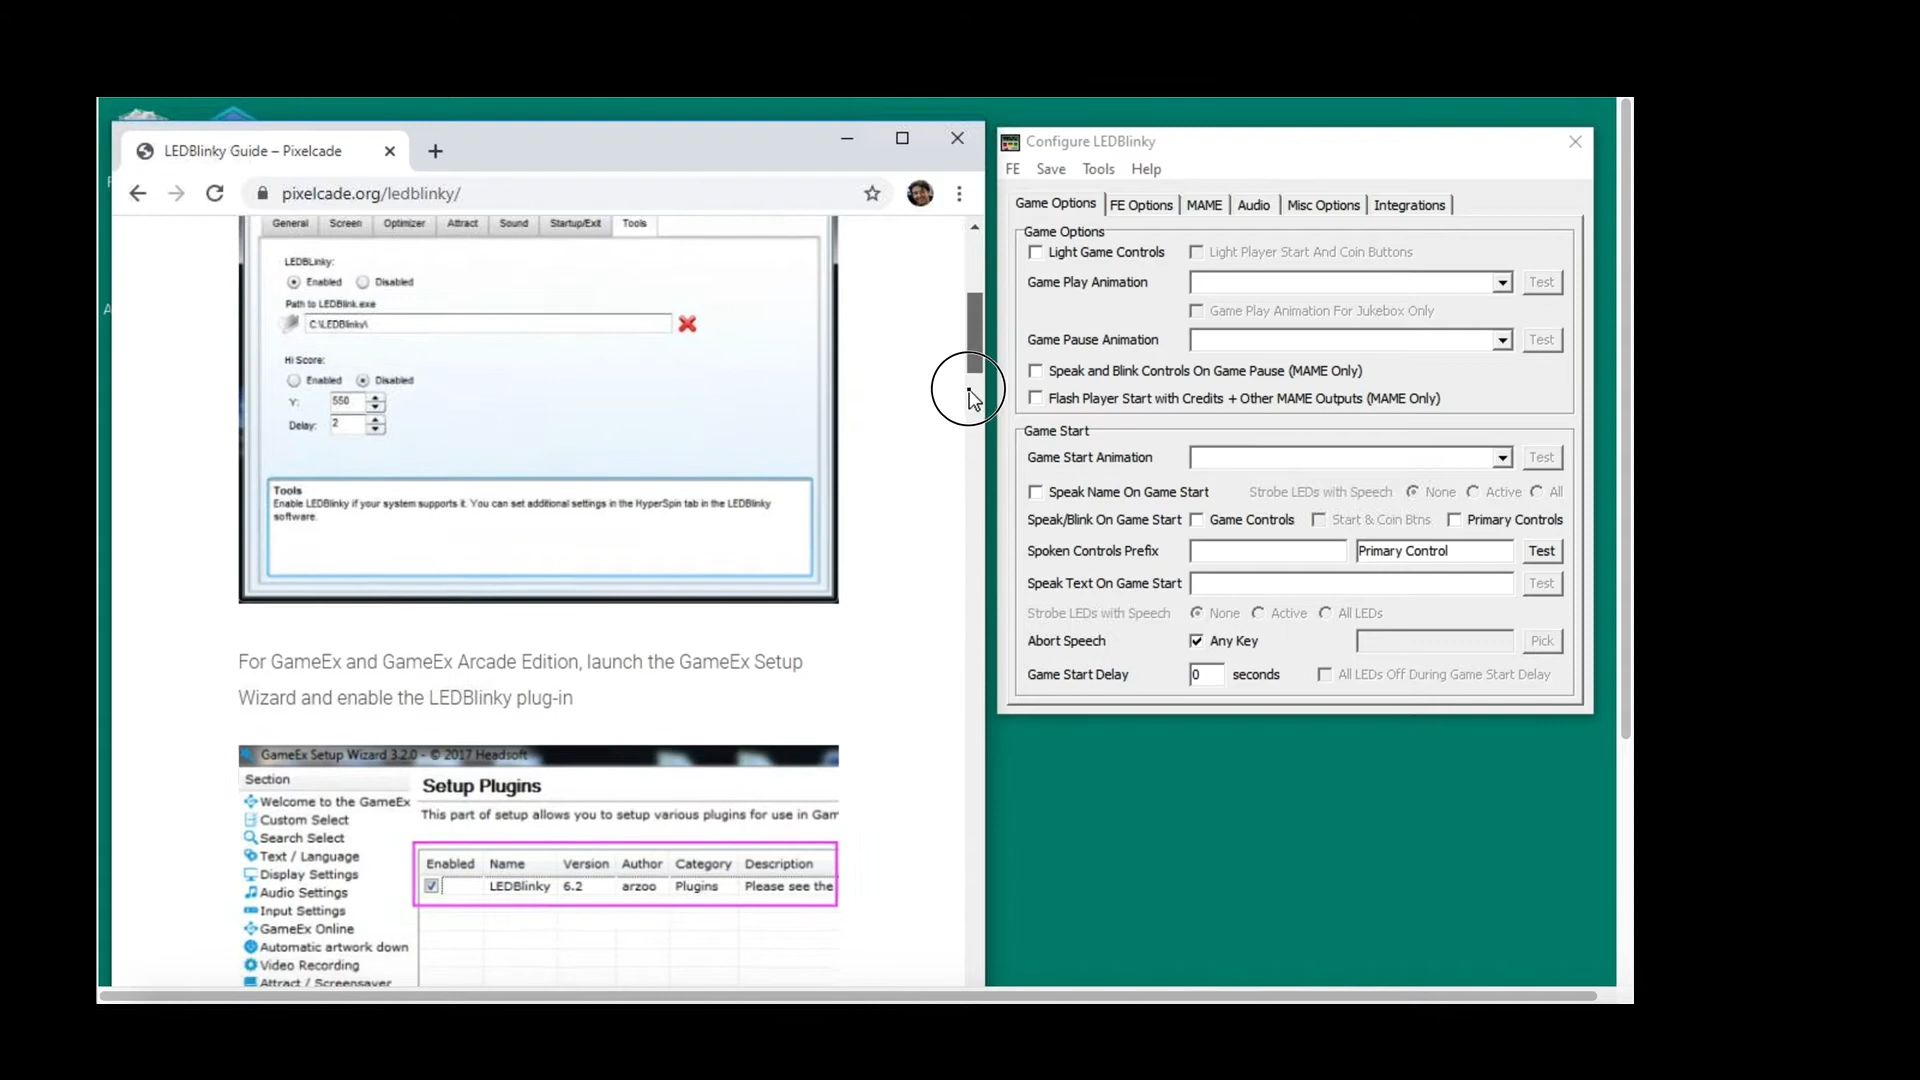 LEDBlinky Guide – Pixelcade
pixelcade.org/ledblinky/
General Screen Optimizer Attract Sound Startup/Exit Tools
LEDBLinky:
Enabled Disabled
Path to LEDBlink.exe
C:\LEDBlinky\
Hi Score:
Enabled Disabled
Y: 550
Delay: 2
Tools
Enable LEDBlinky if your system supports it. You can set additional settings in the HyperSpin tab in the LEDBlinky
software.
For GameEx and GameEx Arcade Edition, launch the GameEx Setup
Wizard and enable the LEDBlinky plug-in
GameEx Setup Wizard 3.2.0 - © 2017 Headsoft
Section
Welcome to the GameEx
Custom Select
Search Select
Text / Language
Display Settings
Audio Settings
Input Settings
GameEx Online
Automatic artwork down
Video Recording
Attract / Screensaver
Setup Plugins
This part of setup allows you to setup various plugins for use in Gam
Enabled Name Version Author Category Description
LEDBlinky 6.2 arzoo Plugins Please see the
Configure LEDBlinky
FE Save Tools Help
Game Options FE Options MAME Audio Misc Options Integrations
Game Options
Light Game Controls Light Player Start And Coin Buttons
Game Play Animation Test
Game Play Animation For Jukebox Only
Game Pause Animation Test
Speak and Blink Controls On Game Pause (MAME Only)
Flash Player Start with Credits + Other MAME Outputs (MAME Only)
Game Start
Game Start Animation Test
Speak Name On Game Start Strobe LEDs with Speech None Active All
Speak/Blink On Game Start Game Controls Start & Coin Btns Primary Controls
Spoken Controls Prefix Primary Control Test
Speak Text On Game Start Test
Strobe LEDs with Speech None Active All LEDs
Abort Speech Any Key Pick
Game Start Delay 0 seconds All LEDs Off During Game Start Delay